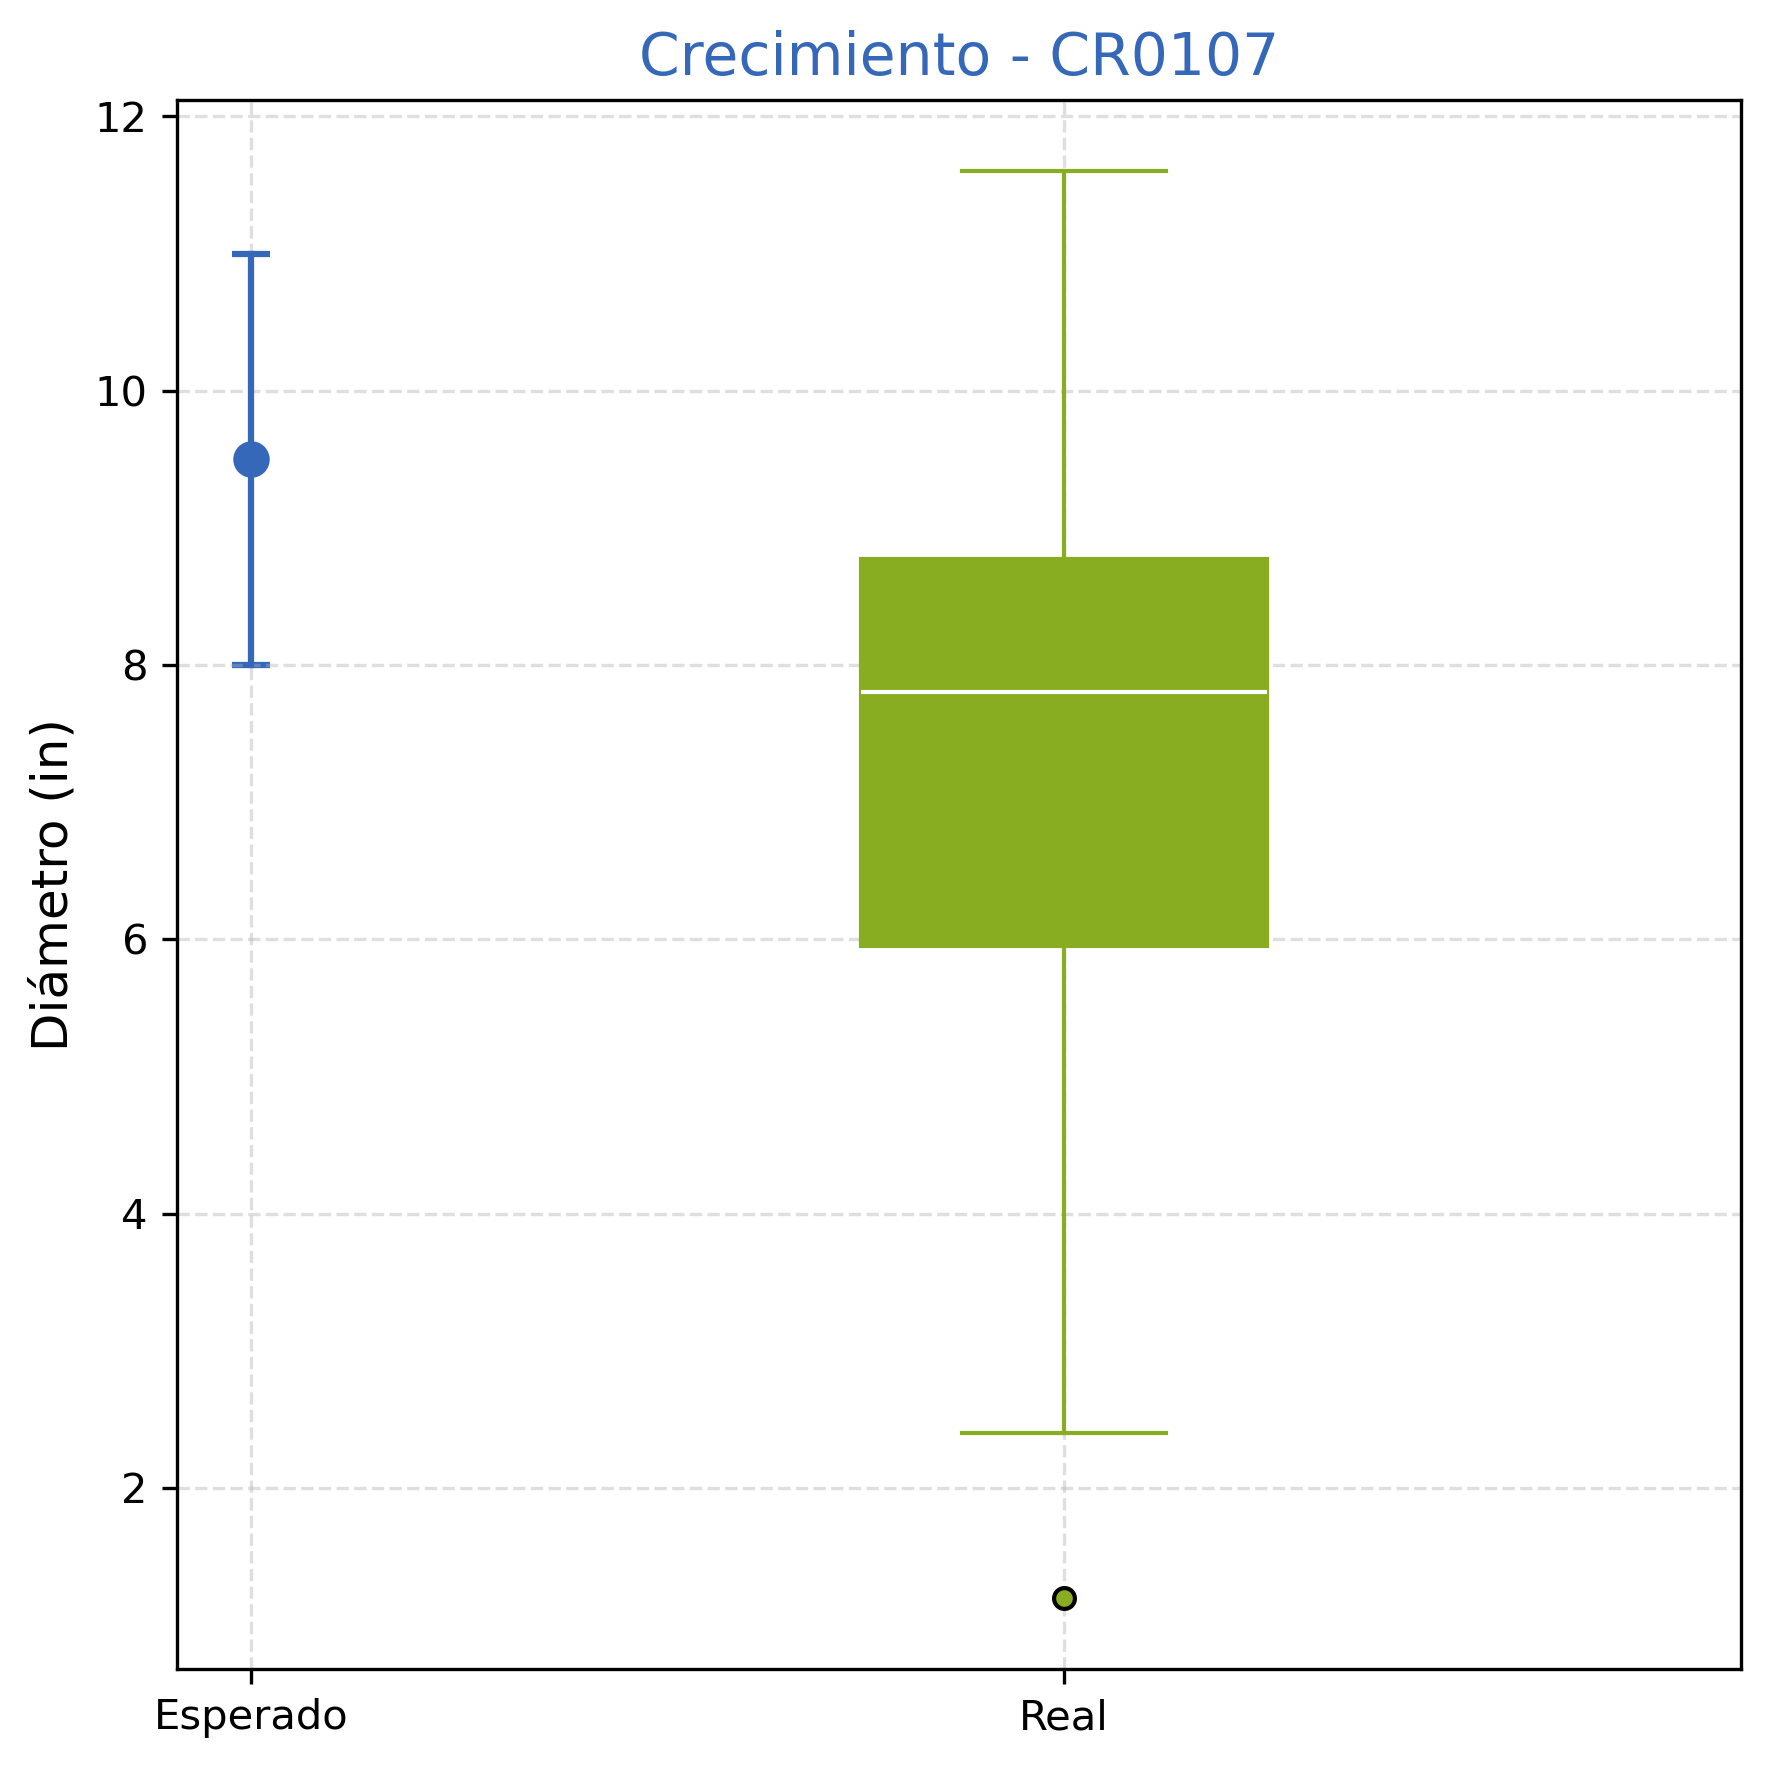 Crecimiento - CR0107
12
10
8
6
4
2
Diámetro (in)
Esperado
Real